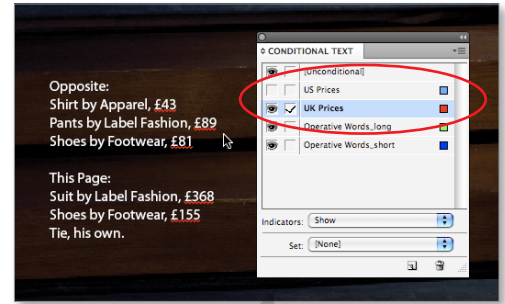 Opposite:
Shirt by Apparel, £43
Pants by Label Fashion, £89
Shoes by Footwear, £81
This Page:
Suit by Label Fashion, £368
Shoes by Footwear, £155
Tie, his own.
CONDITIONAL TEXT
[Unconditional]
US Prices
UK Prices
Operative Words_long
Operative Words_short
Indicators: Show
Set: [None]